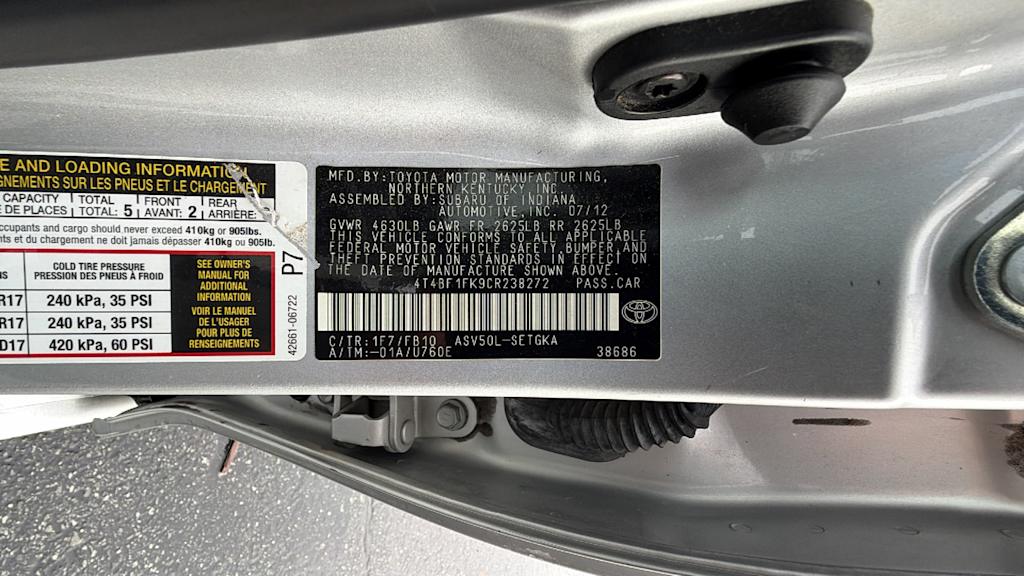 E AND LOADING INFORMATION
GNEMENTS SUR LES PNEUS ET LE CHARGEMENT
CAPACITY FRONT REAR
DE PLACES TOTAL: 5 AVANT: 2 ARRIÈRE:
ccupants and cargo should never exceed 410kg or 905lbs.
ts et du chargement ne doit jamais dépasser 410kg ou 905lb.
COLD TIRE PRESSURE
PRESSION DES PNEUS À FROID
R17 240 kPa, 35 PSI
R17 240 kPa, 35 PSI
D17 420 kPa, 60 PSI
SEE OWNER'S
MANUAL FOR
ADDITIONAL
INFORMATION
VOIR LE MANUEL
DE L'USAGER
POUR PLUS DE
RENSEIGNEMENTS
P7
42661-06722
MFD.BY:TOYOTA MOTOR MANUFACTURING,
NORTHERN KENTUCKY INC.
ASSEMBLED BY:SUBARU OF INDIANA
AUTOMOTIVE,INC. 07/12
GVWR 4630LB GAWR FR 2625LB RR 2625LB
THIS VEHICLE CONFORMS TO ALL APPLICABLE
FEDERAL MOTOR VEHICLE SAFETY,BUMPER,AND
THEFT PREVENTION STANDARDS IN EFFECT ON
THE DATE OF MANUFACTURE SHOWN ABOVE.
4T4BF1FK9CR238272 PASS.CAR
C/TR:1F7/FB10 ASV50L-SETGKA
A/TM:-01A/U760E 38686